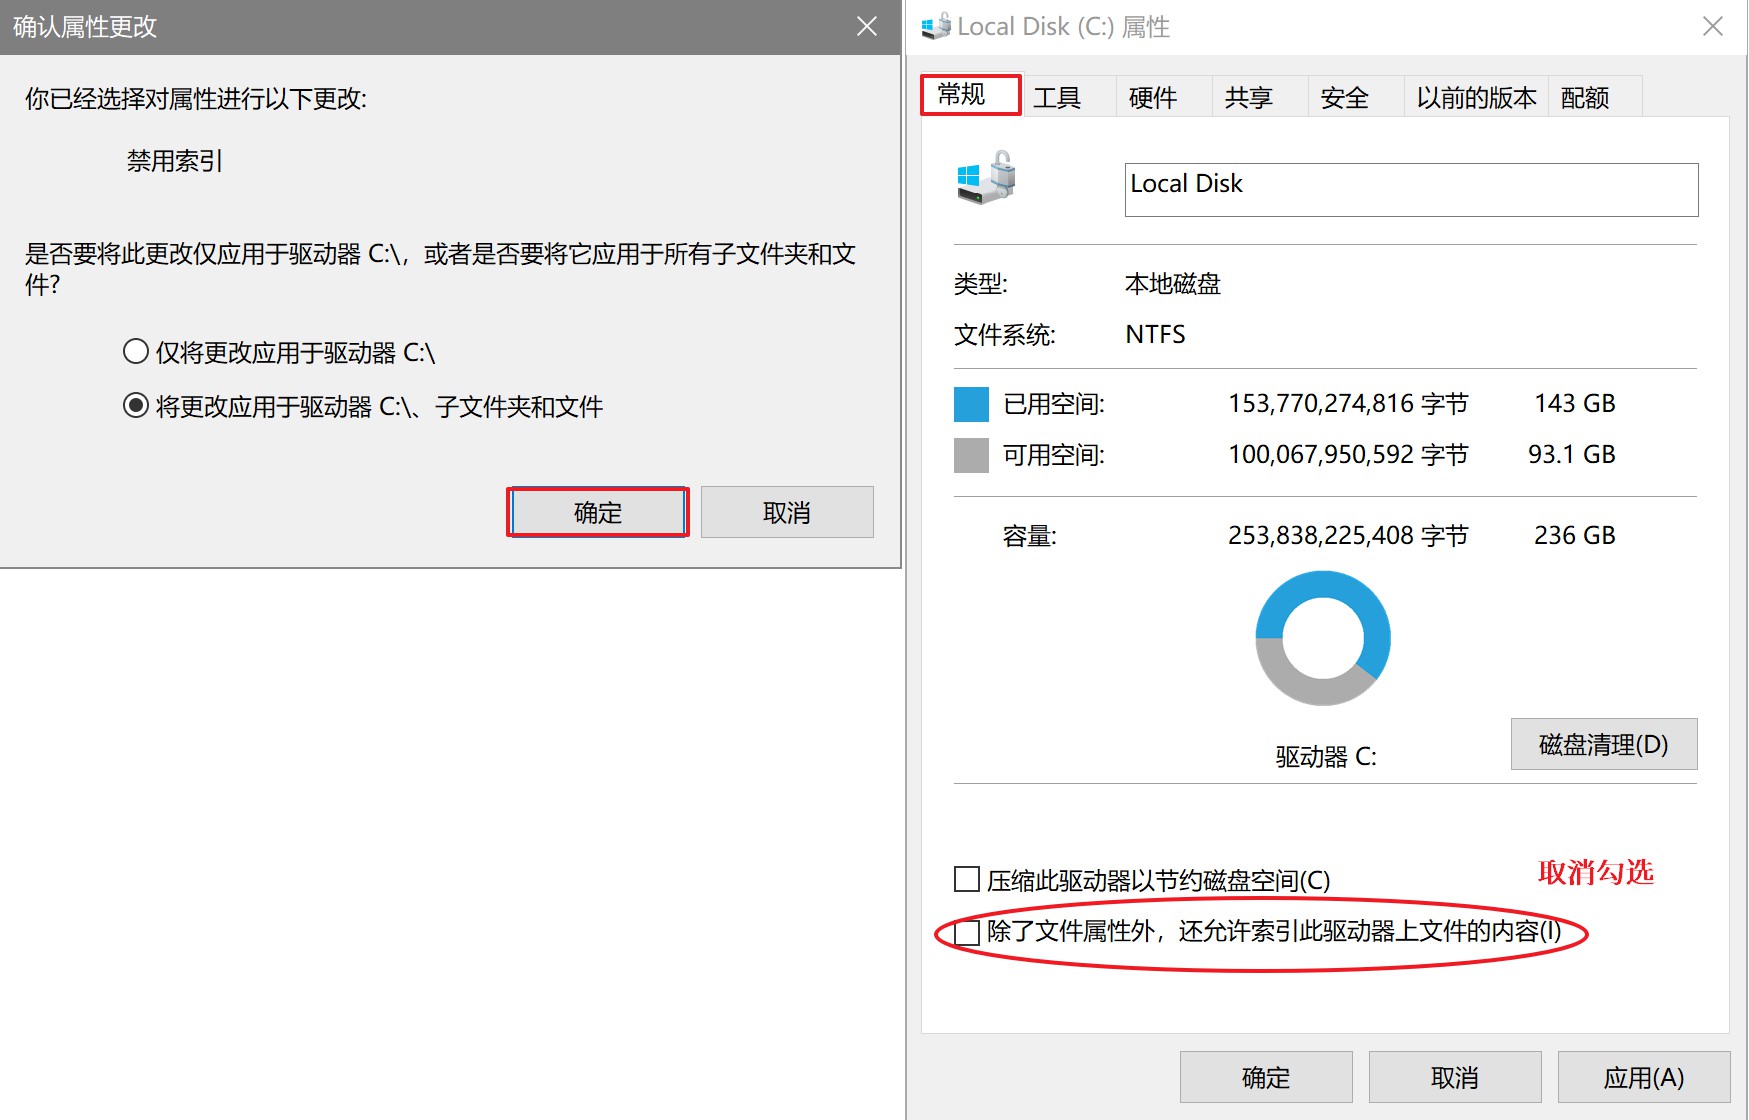 确认属性更改
你已经选择对属性进行以下更改:
禁用索引
是否要将此更改仅应用于驱动器 C:\，或者是否要将它应用于所有子文件夹和文
件?
仅将更改应用于驱动器 C:\
将更改应用于驱动器 C:\、子文件夹和文件
确定 取消
Local Disk (C:) 属性
常规 工具 硬件 共享 安全 以前的版本 配额
Local Disk
类型: 本地磁盘
文件系统: NTFS
已用空间: 153,770,274,816 字节 143 GB
可用空间: 100,067,950,592 字节 93.1 GB
容量: 253,838,225,408 字节 236 GB
驱动器 C:
磁盘清理(D)
取消勾选
压缩此驱动器以节约磁盘空间(C)
除了文件属性外，还允许索引此驱动器上文件的内容(I)
确定 取消 应用(A)